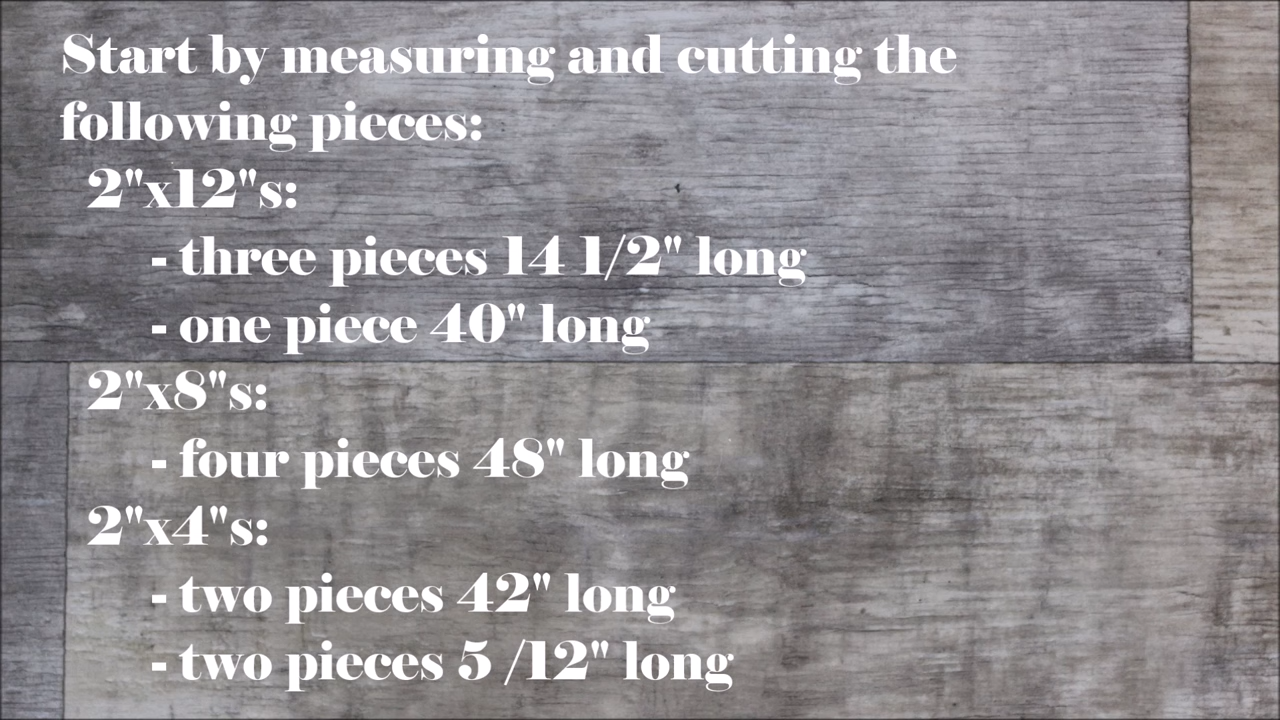 Start by measuring and cutting the
following pieces:
2"x12"s:
- three pieces 14 1/2" long
- one piece 40" long
2"x8"s:
- four pieces 48" long
2"x4"s:
- two pieces 42" long
- two pieces 5 /12" long